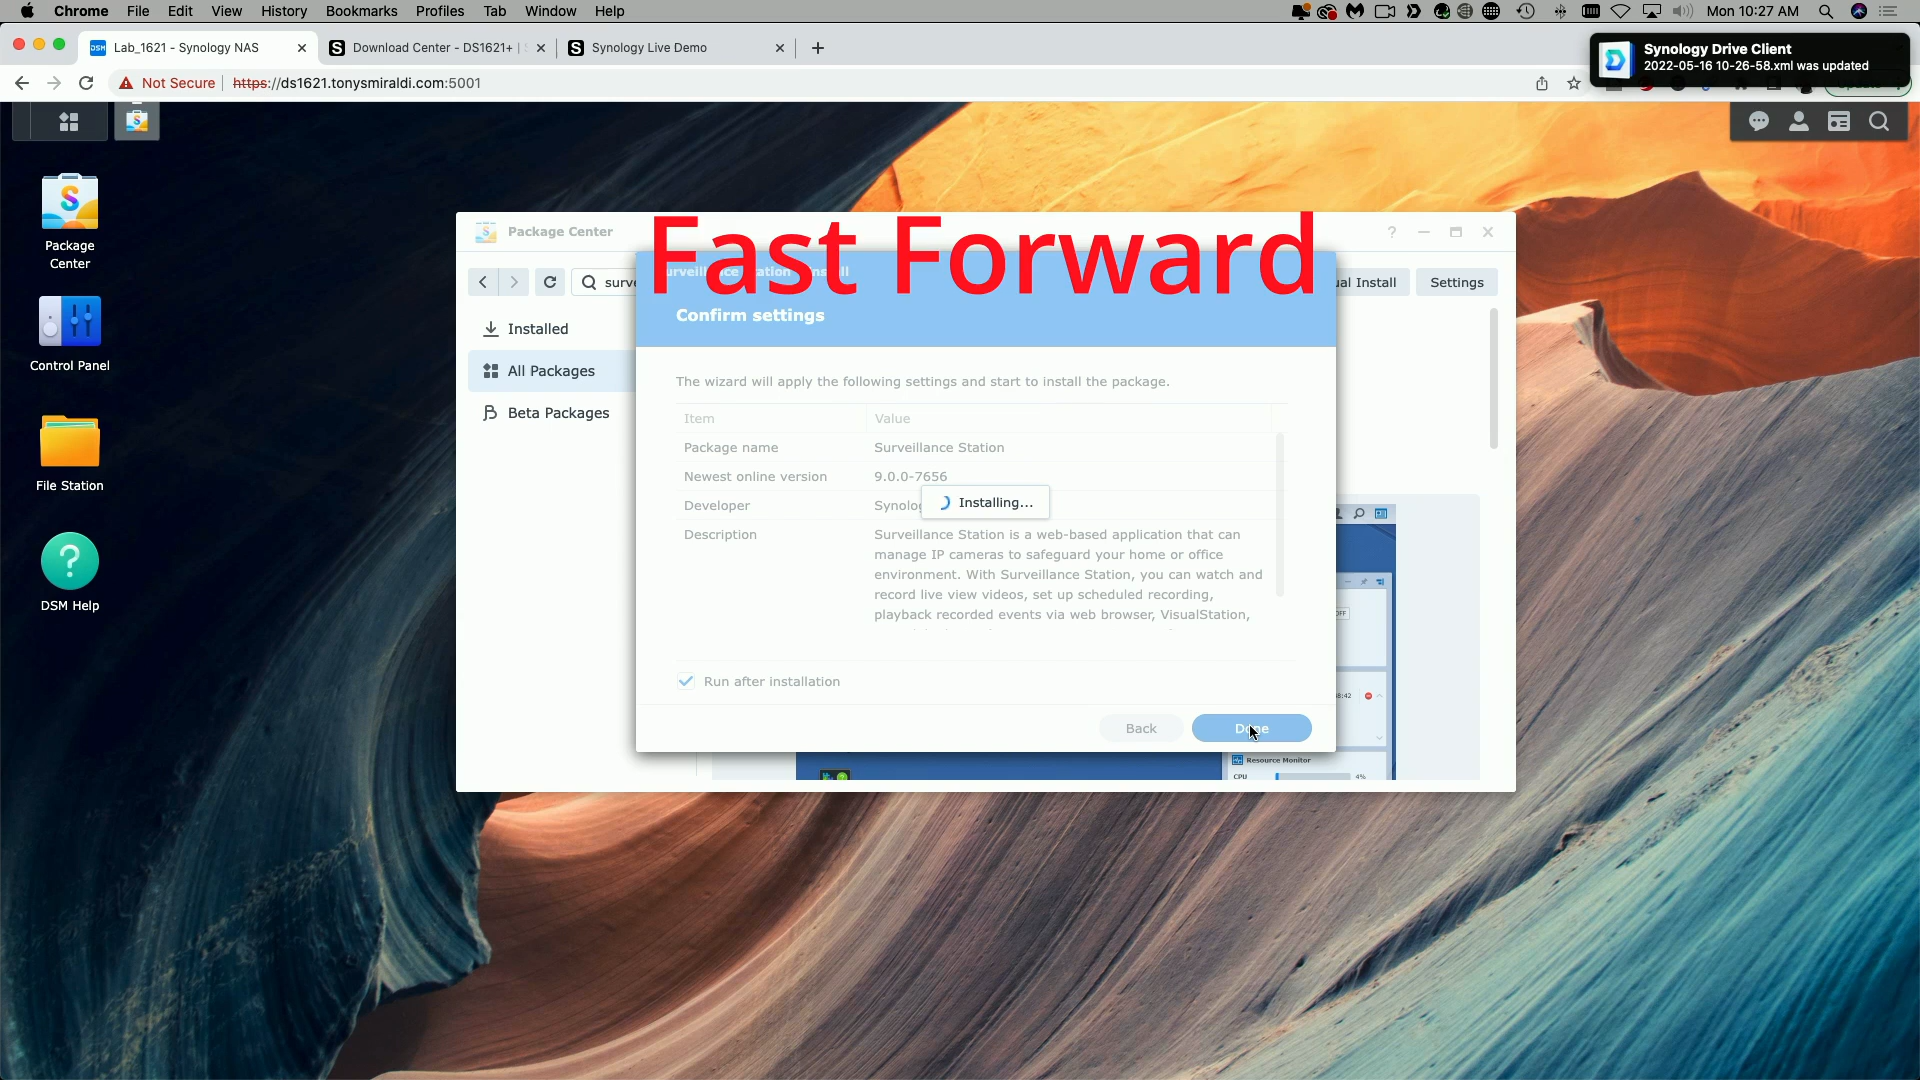 Chrome File Edit View History Bookmarks Profiles Tab Window Help
Mon 10:27 AM
Lab_1621 - Synology NAS
Download Center - DS1621+ |
Synology Live Demo
Synology Drive Client
2022-05-16 10-26-58.xml was updated
Not Secure
https://ds1621.tonysmiraldi.com:5001
Package
Center
Control Panel
File Station
DSM Help
Package Center
Fast Forward
Settings
Installed
All Packages
Beta Packages
Confirm settings
The wizard will apply the following settings and start to install the package.
Item Value
Package name Surveillance Station
Newest online version 9.0.0-7656
Developer
Installing...
Description Surveillance Station is a web-based application that can
manage IP cameras to safeguard your home or office
environment. With Surveillance Station, you can watch and
record live view videos, set up scheduled recording,
playback recorded events via web browser, VisualStation,
Run after installation
Back Done
Resource Monitor
CPU 4%